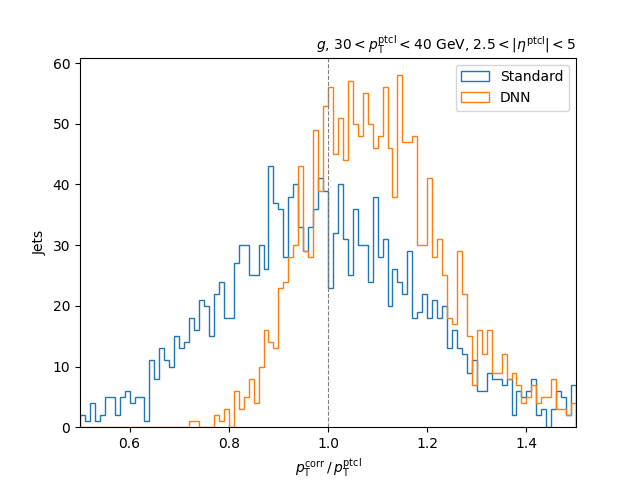 g, 30 < p_T^ptcl < 40 GeV, 2.5 < |η^ptcl| < 5
60
50
40
30
20
10
0
Jets
Standard
DNN
0.6 0.8 1.0 1.2 1.4
p_T^corr / p_T^ptcl